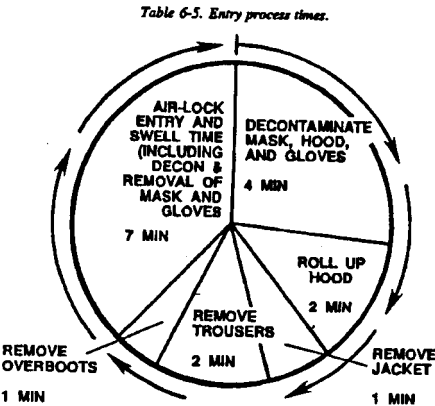 Table 6-5. Entry process times.
AIR-LOCK
ENTRY AND
SWELL TIME
(INCLUDING
DECON &
REMOVAL OF
MASK AND
GLOVES
7 MIN
DECONTAMINATE
MASK, HOOD,
AND GLOVES
4 MIN
ROLL UP
HOOD
2 MIN
REMOVE
JACKET
1 MIN
REMOVE
TROUSERS
2 MIN
REMOVE
OVERBOOTS
1 MIN